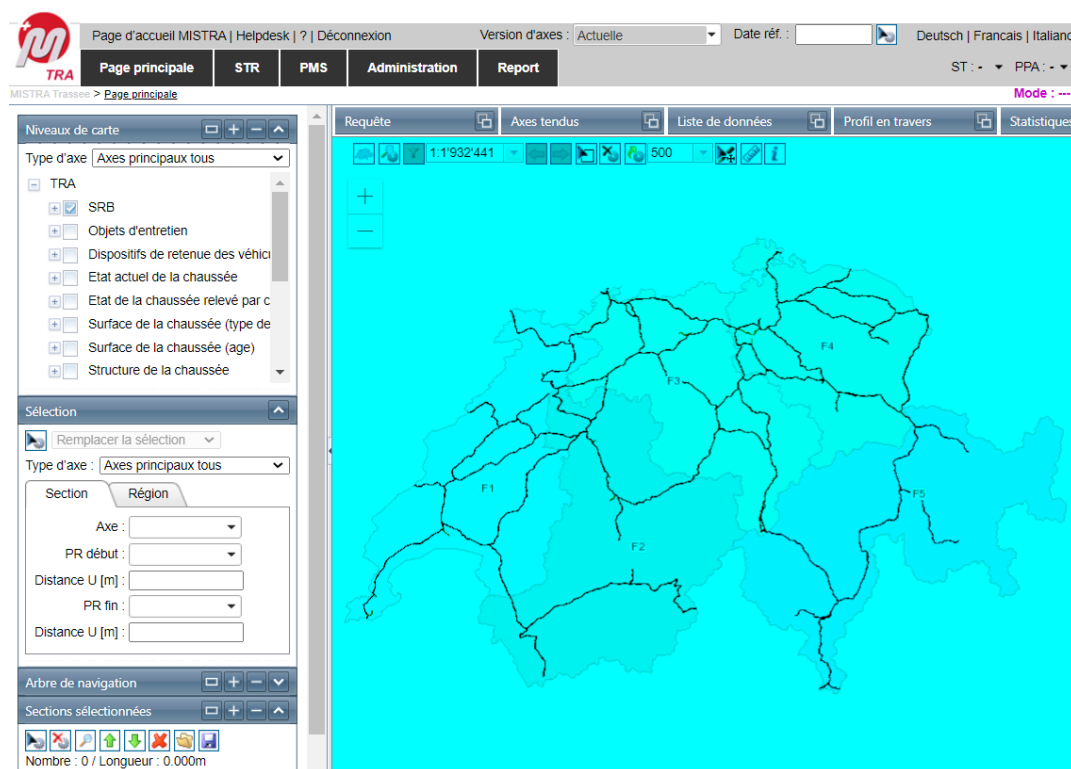 Page d'accueil MISTRA | Helpdesk | ? | Déconnexion
Version d'axes : Actuelle
Date réf. :
Deutsch | Francais | Italiano
TRA
Page principale
STR
PMS
Administration
Report
ST : - PPA : -
MISTRA Trassee > Page principale
Mode : ---
Niveaux de carte
Type d'axe Axes principaux tous
TRA
SRB
Objets d'entretien
Dispositifs de retenue des véhicu
Etat actuel de la chaussée
Etat de la chaussée relevé par c
Surface de la chaussée (type de
Surface de la chaussée (age)
Structure de la chaussée
Sélection
Remplacer la sélection
Type d'axe : Axes principaux tous
Section
Région
Axe :
PR début :
Distance U [m] :
PR fin :
Distance U [m] :
Arbre de navigation
Sections sélectionnées
Nombre : 0 / Longueur : 0.000m
Requête
Axes tendus
Liste de données
Profil en travers
Statistiques
1:1'932'441
500
F4
F3
F1
F5
F2